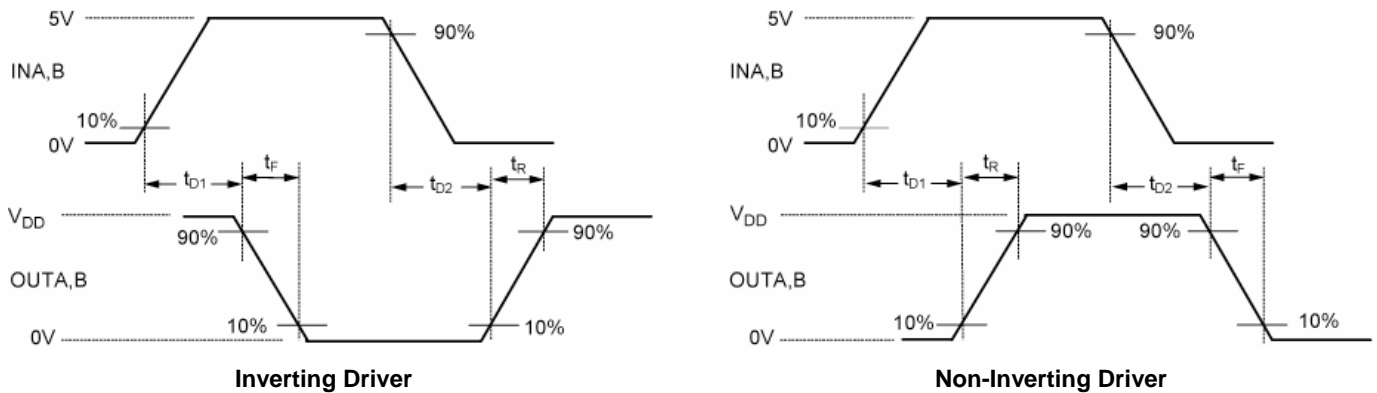 5V
90%
INA,B
10%
0V
tD1
tF
tD2
tR
VDD
90%
90%
OUTA,B
10%
10%
0V
Inverting Driver
5V
90%
INA,B
10%
0V
tD1
tR
tD2
tF
VDD
90%
90%
OUTA,B
10%
10%
0V
Non-Inverting Driver